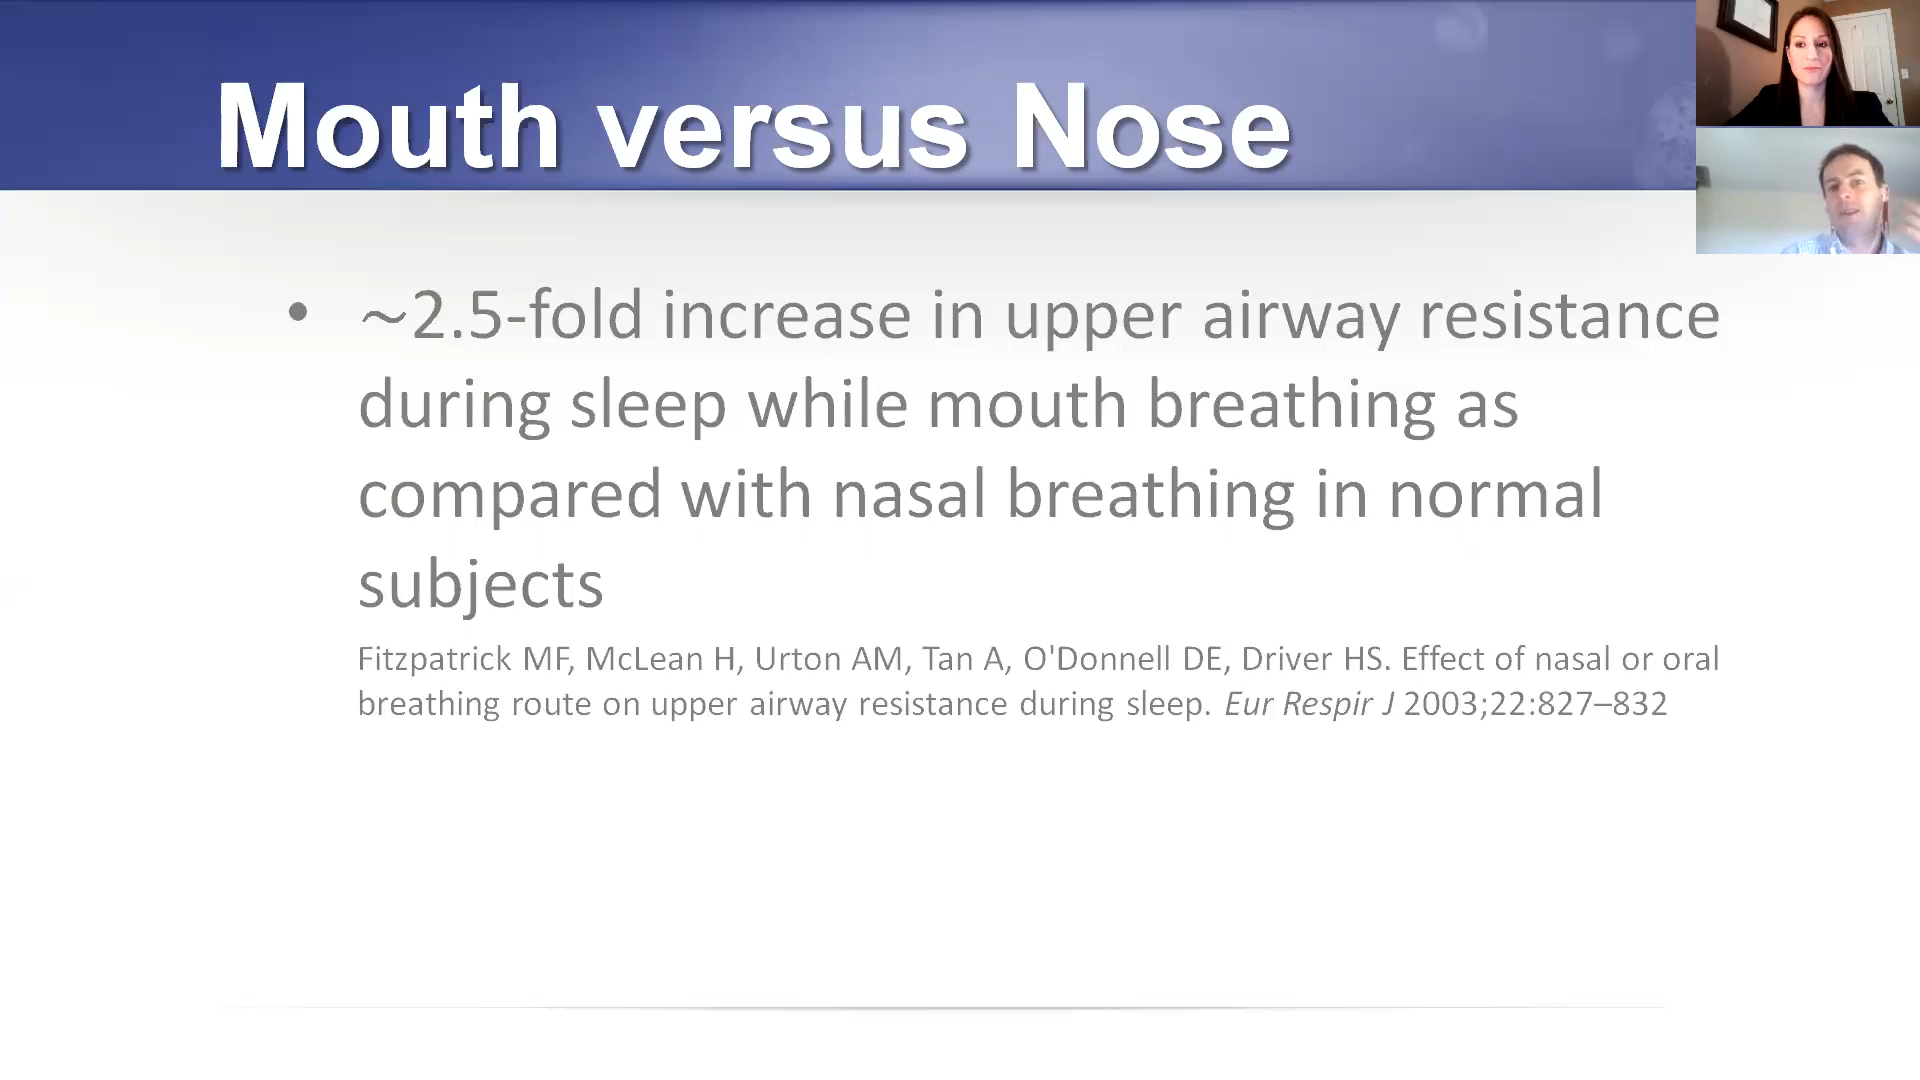 Mouth versus Nose
• ~2.5-fold increase in upper airway resistance
during sleep while mouth breathing as
compared with nasal breathing in normal
subjects
Fitzpatrick MF, McLean H, Urton AM, Tan A, O'Donnell DE, Driver HS. Effect of nasal or oral
breathing route on upper airway resistance during sleep. Eur Respir J 2003;22:827–832